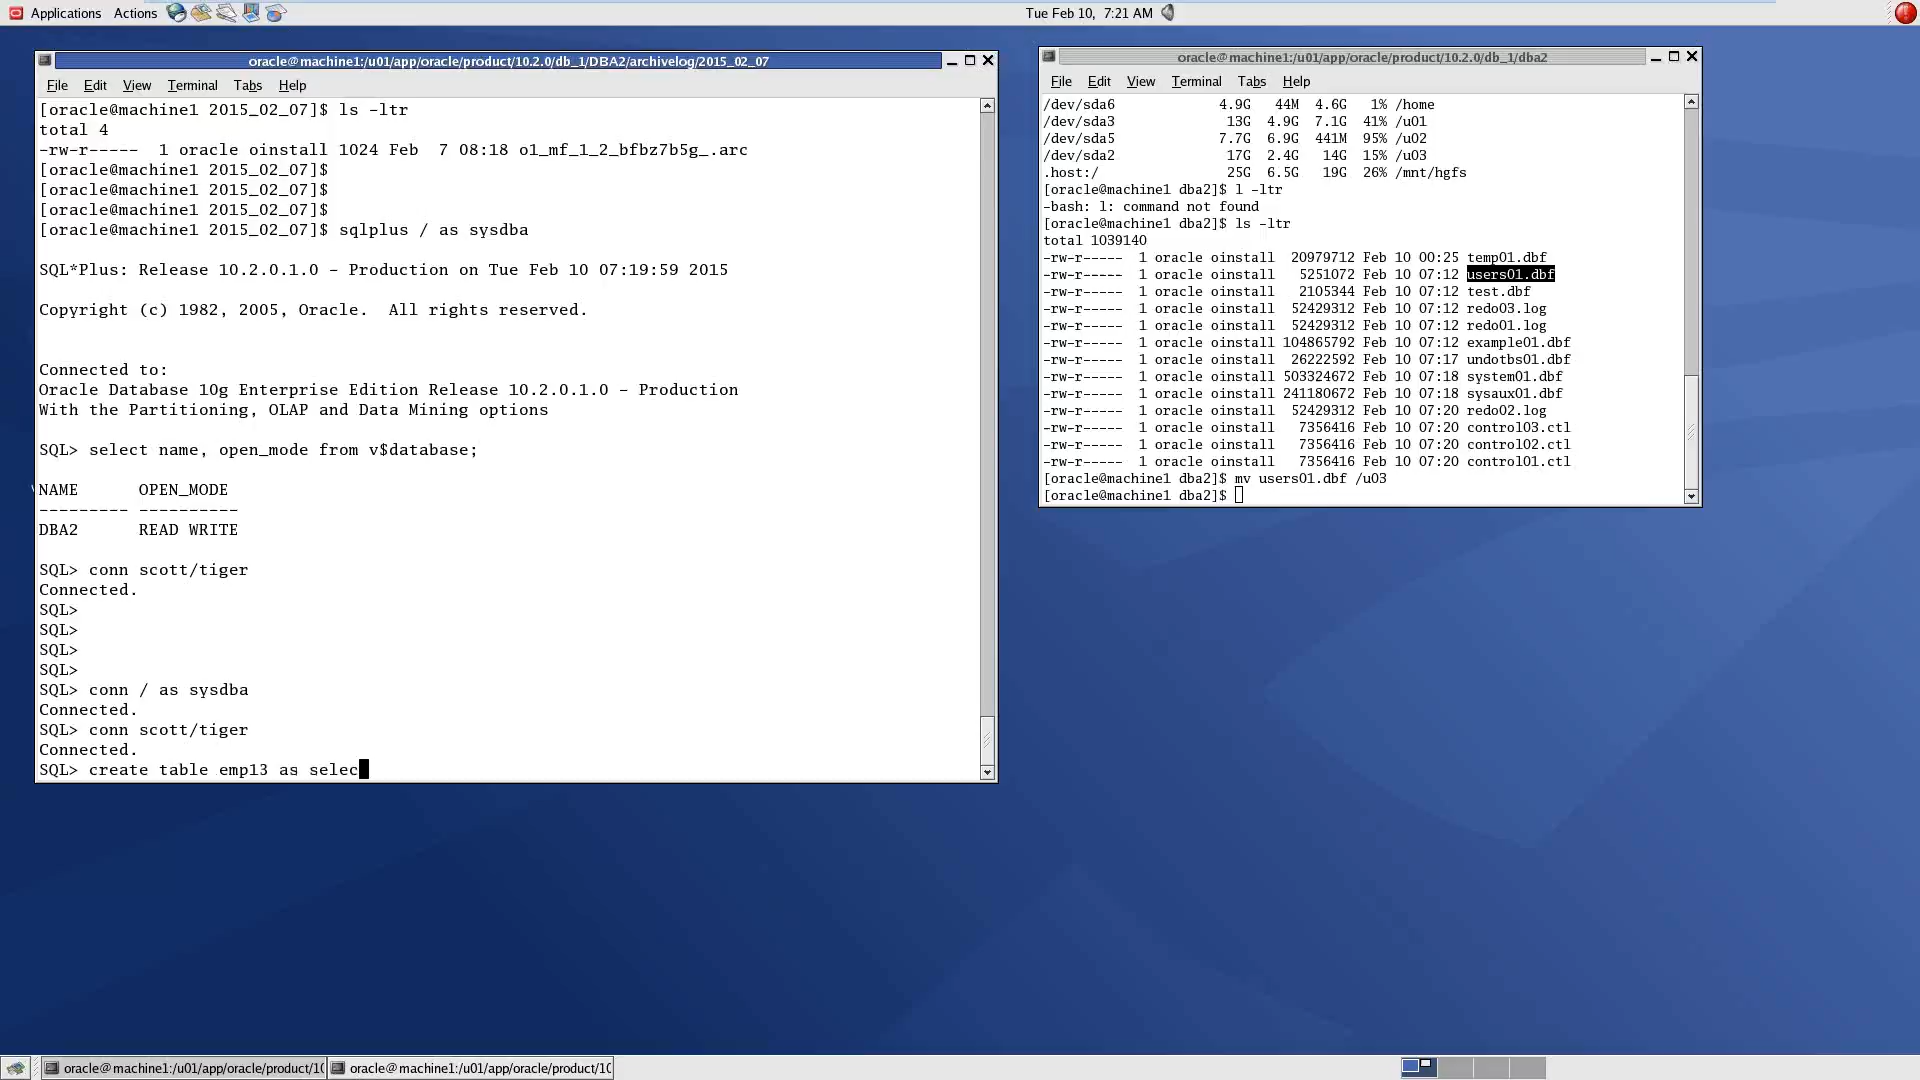 Applications Actions
Tue Feb 10, 7:21 AM
oracle@machine1:/u01/app/oracle/product/10.2.0/db_1/DBA2/archivelog/2015_02_07
File Edit View Terminal Tabs Help
[oracle@machine1 2015_02_07]$ ls -ltr
total 4
-rw-r----- 1 oracle oinstall 1024 Feb 7 08:18 o1_mf_1_2_bfbz7b5g_.arc
[oracle@machine1 2015_02_07]$
[oracle@machine1 2015_02_07]$
[oracle@machine1 2015_02_07]$
[oracle@machine1 2015_02_07]$ sqlplus / as sysdba
SQL*Plus: Release 10.2.0.1.0 - Production on Tue Feb 10 07:19:59 2015
Copyright (c) 1982, 2005, Oracle. All rights reserved.
Connected to:
Oracle Database 10g Enterprise Edition Release 10.2.0.1.0 - Production
With the Partitioning, OLAP and Data Mining options
SQL> select name, open_mode from v$database;
NAME OPEN_MODE
--------- ----------
DBA2 READ WRITE
SQL> conn scott/tiger
Connected.
SQL>
SQL>
SQL>
SQL>
SQL> conn / as sysdba
Connected.
SQL> conn scott/tiger
Connected.
SQL> create table emp13 as selec
oracle@machine1:/u01/app/oracle/product/10.2.0/db_1/dba2
File Edit View Terminal Tabs Help
/dev/sda6 4.9G 44M 4.6G 1% /home
/dev/sda3 13G 4.9G 7.1G 41% /u01
/dev/sda5 7.7G 6.9G 441M 95% /u02
/dev/sda2 17G 2.4G 14G 15% /u03
.host:/ 25G 6.5G 19G 26% /mnt/hgfs
[oracle@machine1 dba2]$ l -ltr
-bash: l: command not found
[oracle@machine1 dba2]$ ls -ltr
total 1039140
-rw-r----- 1 oracle oinstall 20979712 Feb 10 00:25 temp01.dbf
-rw-r----- 1 oracle oinstall 5251072 Feb 10 07:12 users01.dbf
-rw-r----- 1 oracle oinstall 2105344 Feb 10 07:12 test.dbf
-rw-r----- 1 oracle oinstall 52429312 Feb 10 07:12 redo03.log
-rw-r----- 1 oracle oinstall 52429312 Feb 10 07:12 redo01.log
-rw-r----- 1 oracle oinstall 104865792 Feb 10 07:12 example01.dbf
-rw-r----- 1 oracle oinstall 26222592 Feb 10 07:17 undotbs01.dbf
-rw-r----- 1 oracle oinstall 503324672 Feb 10 07:18 system01.dbf
-rw-r----- 1 oracle oinstall 241180672 Feb 10 07:18 sysaux01.dbf
-rw-r----- 1 oracle oinstall 52429312 Feb 10 07:20 redo02.log
-rw-r----- 1 oracle oinstall 7356416 Feb 10 07:20 control03.ctl
-rw-r----- 1 oracle oinstall 7356416 Feb 10 07:20 control02.ctl
-rw-r----- 1 oracle oinstall 7356416 Feb 10 07:20 control01.ctl
[oracle@machine1 dba2]$ mv users01.dbf /u03
[oracle@machine1 dba2]$
oracle@machine1:/u01/app/oracle/product/10
oracle@machine1:/u01/app/oracle/product/10